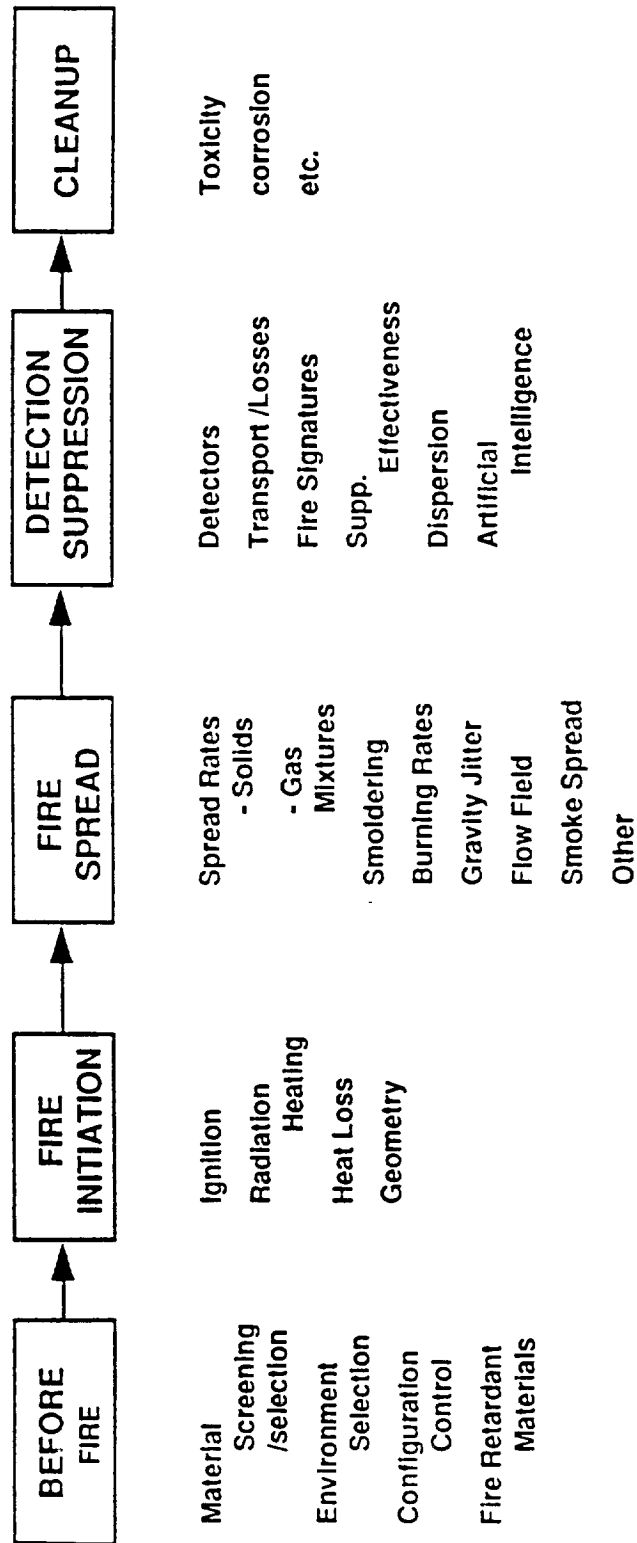 BEFORE
FIRE
FIRE
INITIATION
FIRE
SPREAD
DETECTION
SUPPRESSION
CLEANUP
Material
Screening
/selection
Environment
Selection
Configuration
Control
Fire Retardant
Materials
Ignition
Radiation
Heating
Heat Loss
Geometry
Spread Rates
- Solids
- Gas
Mixtures
Smoldering
Burning Rates
Gravity Jitter
Flow Field
Smoke Spread
Other
Detectors
Transport /Losses
Fire Signatures
Supp.
Effectiveness
Dispersion
Artificial
Intelligence
Toxicity
corrosion
etc.